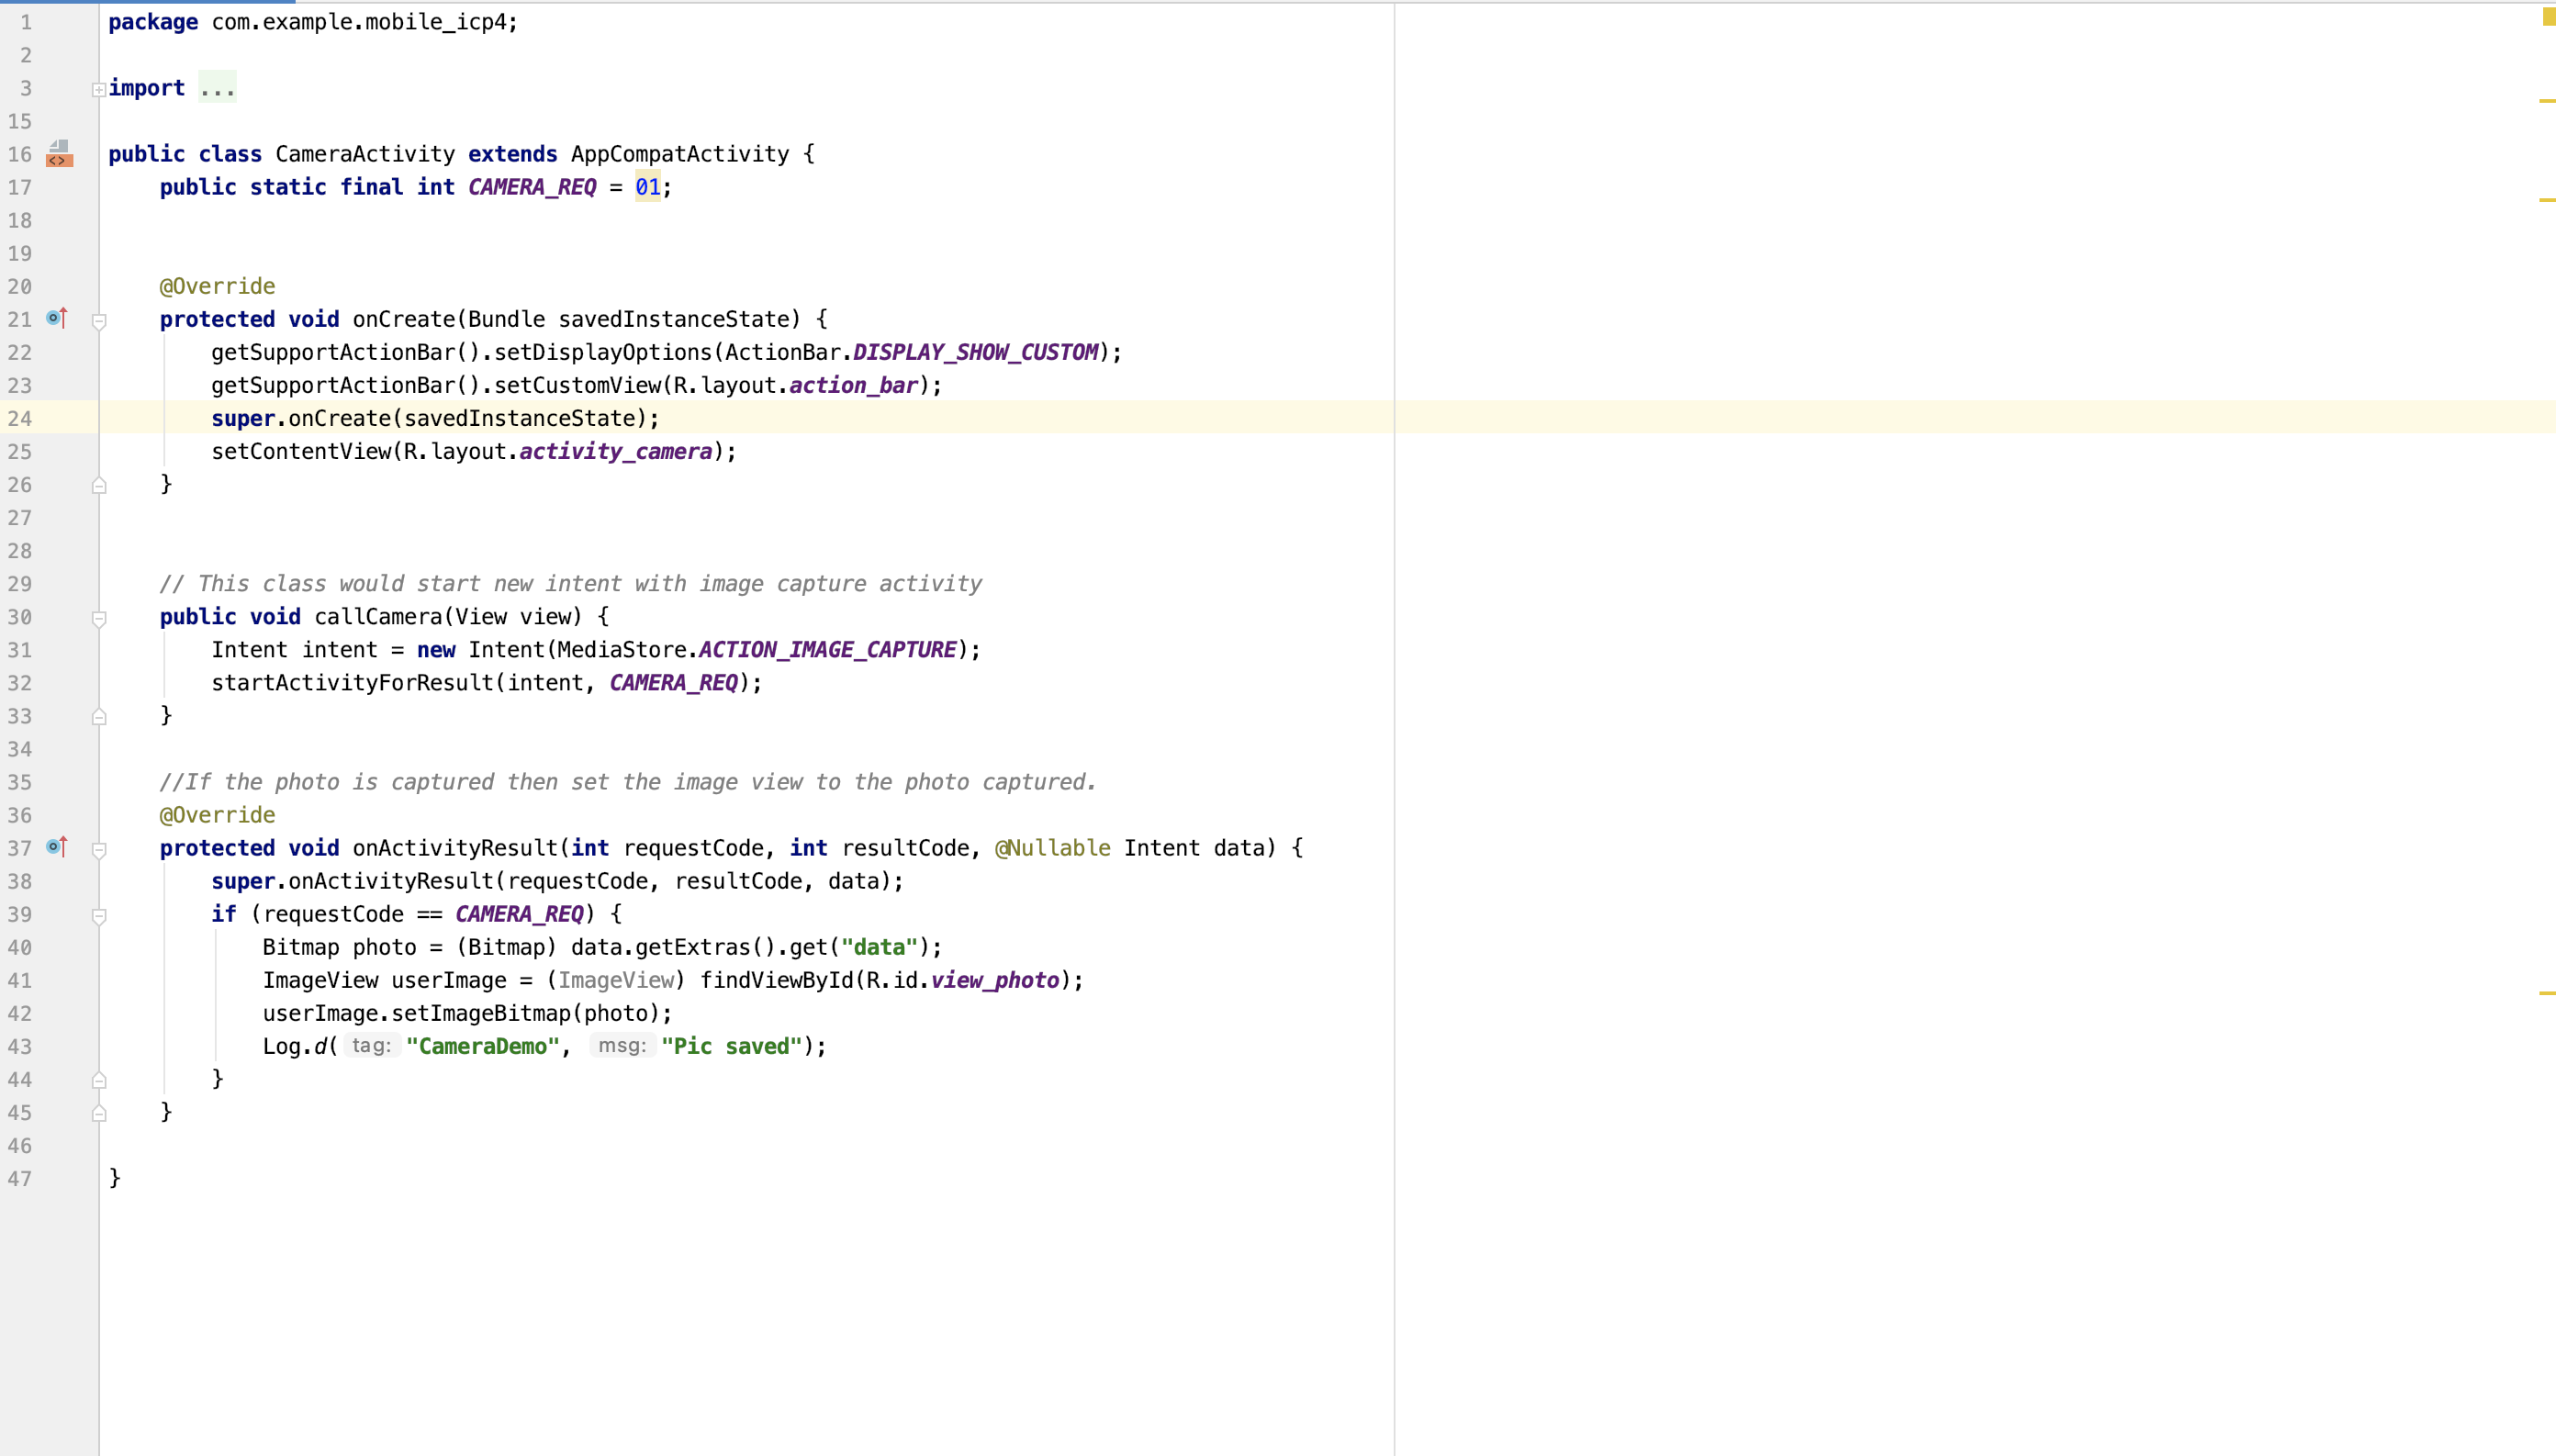 1 package com.example.mobile_icp4;
2
3 import ...
15
16 public class CameraActivity extends AppCompatActivity {
17     public static final int CAMERA_REQ = 01;
18
19
20     @Override
21     protected void onCreate(Bundle savedInstanceState) {
22         getSupportActionBar().setDisplayOptions(ActionBar.DISPLAY_SHOW_CUSTOM);
23         getSupportActionBar().setCustomView(R.layout.action_bar);
24         super.onCreate(savedInstanceState);
25         setContentView(R.layout.activity_camera);
26     }
27
28
29     // This class would start new intent with image capture activity
30     public void callCamera(View view) {
31         Intent intent = new Intent(MediaStore.ACTION_IMAGE_CAPTURE);
32         startActivityForResult(intent, CAMERA_REQ);
33     }
34
35     //If the photo is captured then set the image view to the photo captured.
36     @Override
37     protected void onActivityResult(int requestCode, int resultCode, @Nullable Intent data) {
38         super.onActivityResult(requestCode, resultCode, data);
39         if (requestCode == CAMERA_REQ) {
40             Bitmap photo = (Bitmap) data.getExtras().get("data");
41             ImageView userImage = (ImageView) findViewById(R.id.view_photo);
42             userImage.setImageBitmap(photo);
43             Log.d( tag: "CameraDemo", msg: "Pic saved");
44         }
45     }
46
47 }